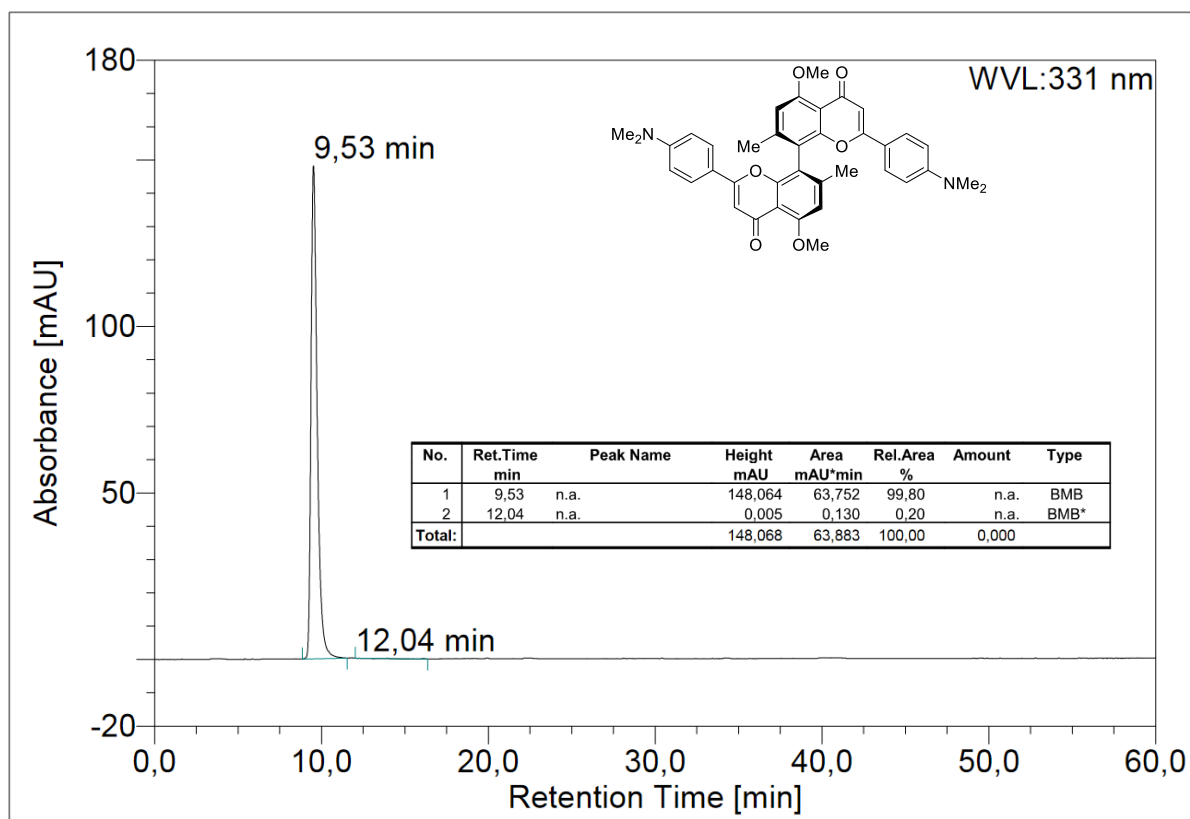 180
WVL:331 nm
OMe
O
Me2N
9,53 min
Me
O
O
Me
NMe2
O
OMe
100
Absorbance [mAU]
No. Ret.Time Peak Name Height Area Rel.Area Amount Type
min mAU mAU*min %
1 9,53 n.a. 148,064 63,752 99,80 n.a. BMB
2 12,04 n.a. 0,005 0,130 0,20 n.a. BMB*
Total: 148,068 63,883 100,00 0,000
50
12,04 min
-20
0,0 10,0 20,0 30,0 40,0 50,0 60,0
Retention Time [min]